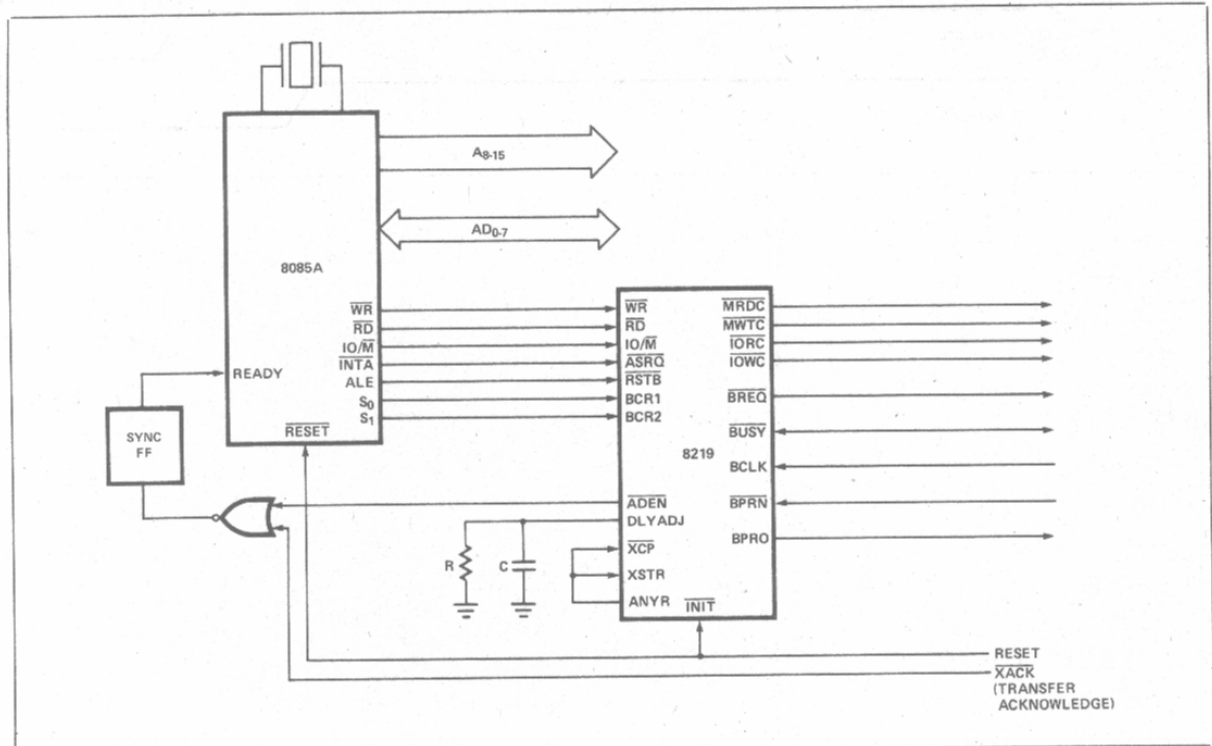 A8-15
AD0-7
8085A
WR
RD
IO/M
INTA
ALE
S0
S1
READY
RESET
SYNC
FF
WR
RD
IO/M
ASRQ
RSTB
BCR1
BCR2
8219
MRDC
MWTC
IORC
IOWC
BREQ
BUSY
BCLK
BPRN
BPRO
ADEN
DLYADJ
XCP
XSTR
ANYR
INIT
R
C
RESET
XACK
(TRANSFER
ACKNOWLEDGE)